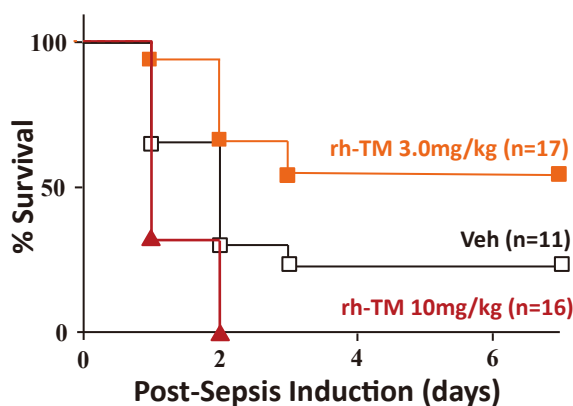 100
rh-TM 3.0mg/kg (n=17)
% Survival
50
Veh (n=11)
rh-TM 10mg/kg (n=16)
0
0 2 4 6
Post-Sepsis Induction (days)